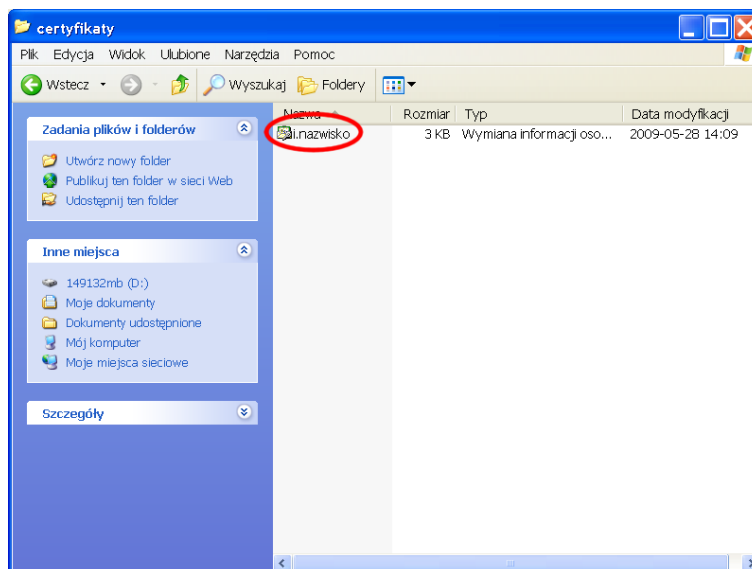 certyfikaty
Plik Edycja Widok Ulubione Narzędzia Pomoc
Wstecz Wyszukaj Foldery
Nazwa Rozmiar Typ Data modyfikacji
i.nazwisko 3 KB Wymiana informacji oso... 2009-05-28 14:09
Zadania plików i folderów
Utwórz nowy folder
Publikuj ten folder w sieci Web
Udostępnij ten folder
Inne miejsca
149132mb (D:)
Moje dokumenty
Dokumenty udostępnione
Mój komputer
Moje miejsca sieciowe
Szczegóły